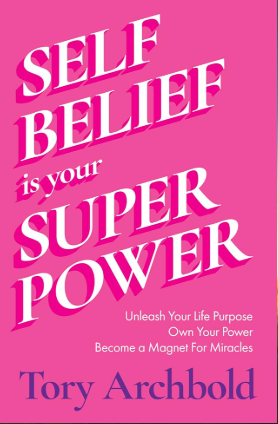 SELF
BELIEF
is your
SUPER
POWER
Unleash Your Life Purpose
Own Your Power
Become a Magnet For Miracles
Tory Archbold